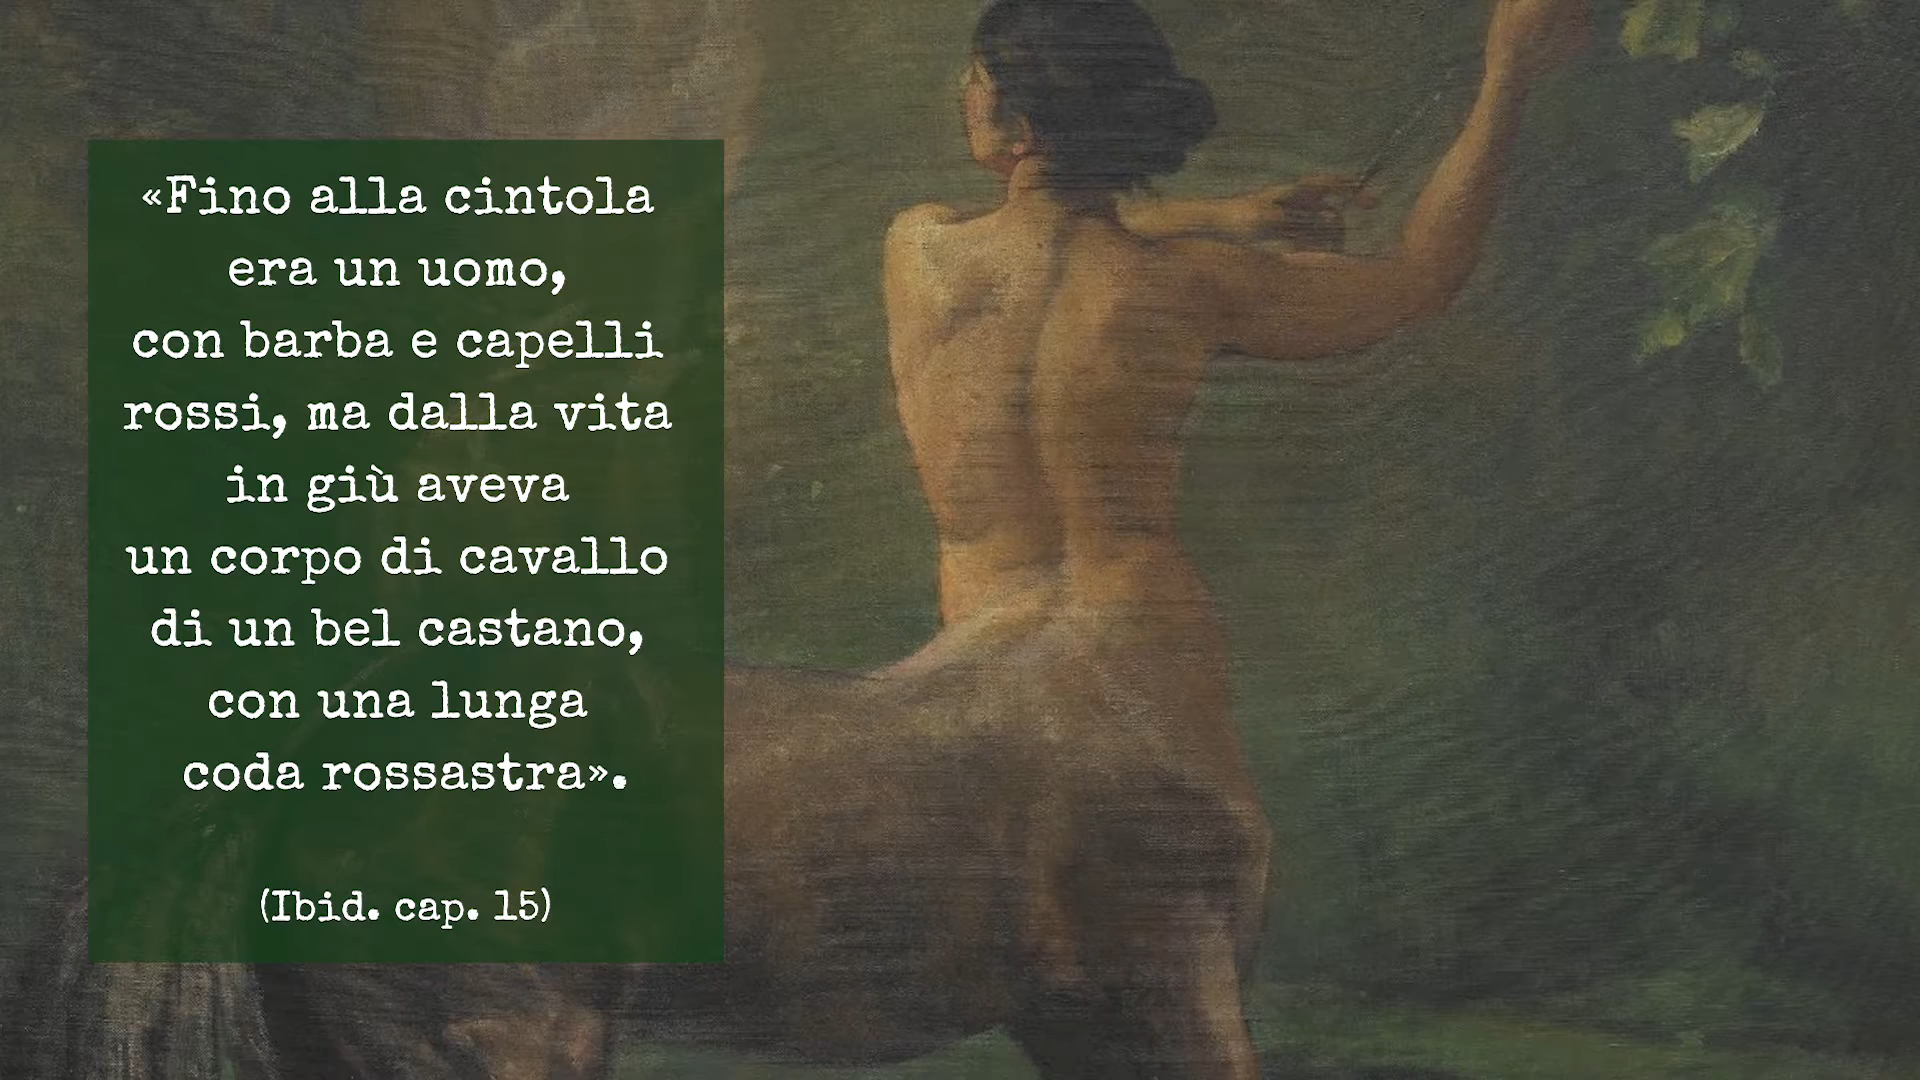 «Fino alla cintola
era un uomo,
con barba e capelli
rossi, ma dalla vita
in giù aveva
un corpo di cavallo
di un bel castano,
con una lunga
coda rossastra».
(Ibid. cap. 15)